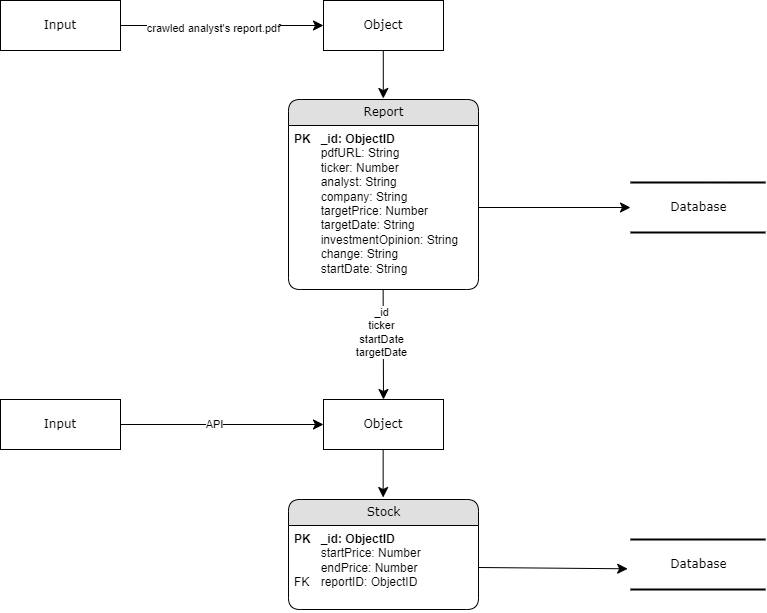 Input
crawled analyst's report.pdf
Object
Report
PK _id: ObjectID
pdfURL: String
ticker: Number
analyst: String
company: String
targetPrice: Number
targetDate: String
investmentOpinion: String
change: String
startDate: String
Database
_id
ticker
startDate
targetDate
Input
API
Object
Stock
PK _id: ObjectID
startPrice: Number
endPrice: Number
FK reportID: ObjectID
Database